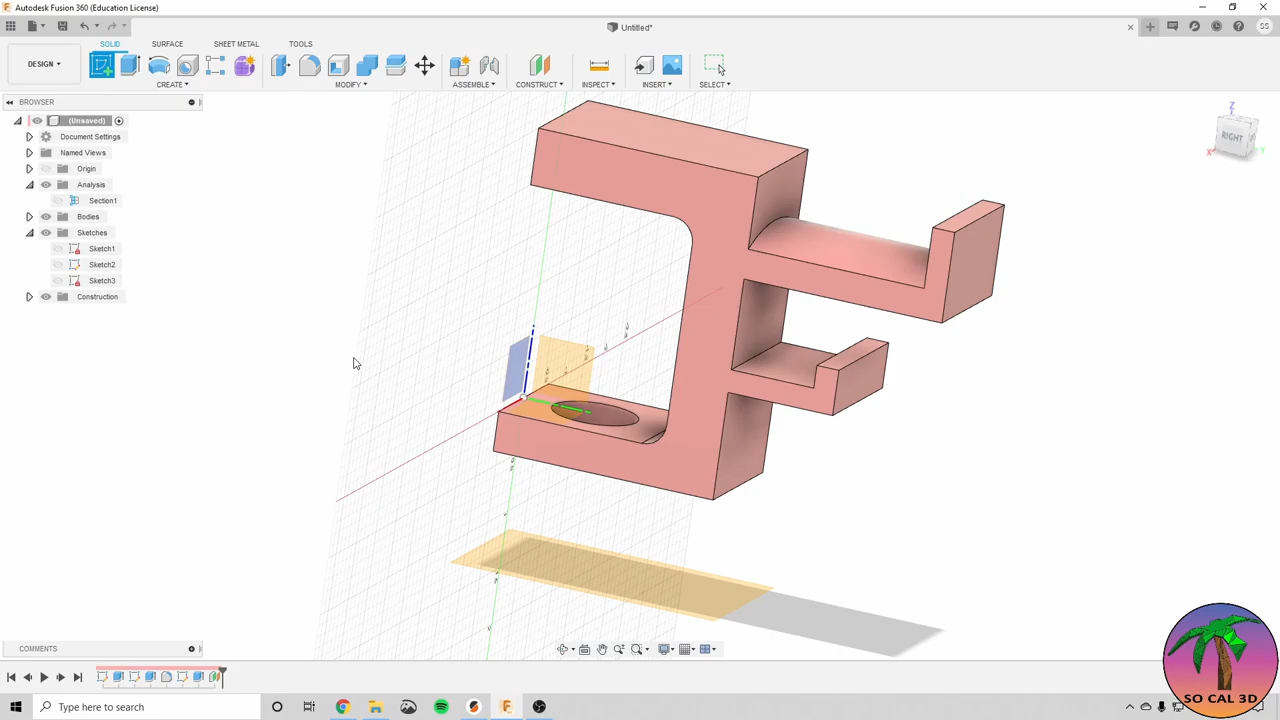 Autodesk Fusion 360 (Education License)
Untitled*
SS
DESIGN
SOLID
SURFACE
SHEET METAL
TOOLS
CREATE
MODIFY
ASSEMBLE
CONSTRUCT
INSPECT
INSERT
SELECT
BROWSER
(Unsaved)
Document Settings
Named Views
Origin
Analysis
Section1
Bodies
Sketches
Sketch1
Sketch2
Sketch3
Construction
Z
RIGHT
X
Y
COMMENTS
Type here to search
SO CAL 3D